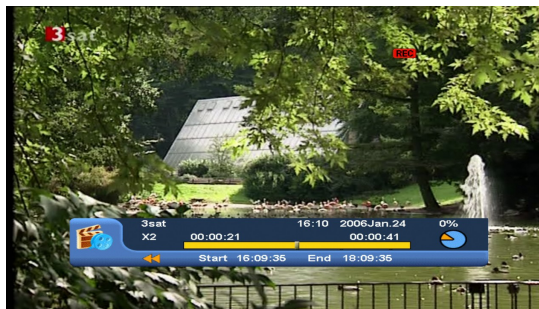 3sat
REC
3sat 16:10 2006Jan.24 0%
X2 00:00:21 00:00:41
Start 16:09:35 End 18:09:35